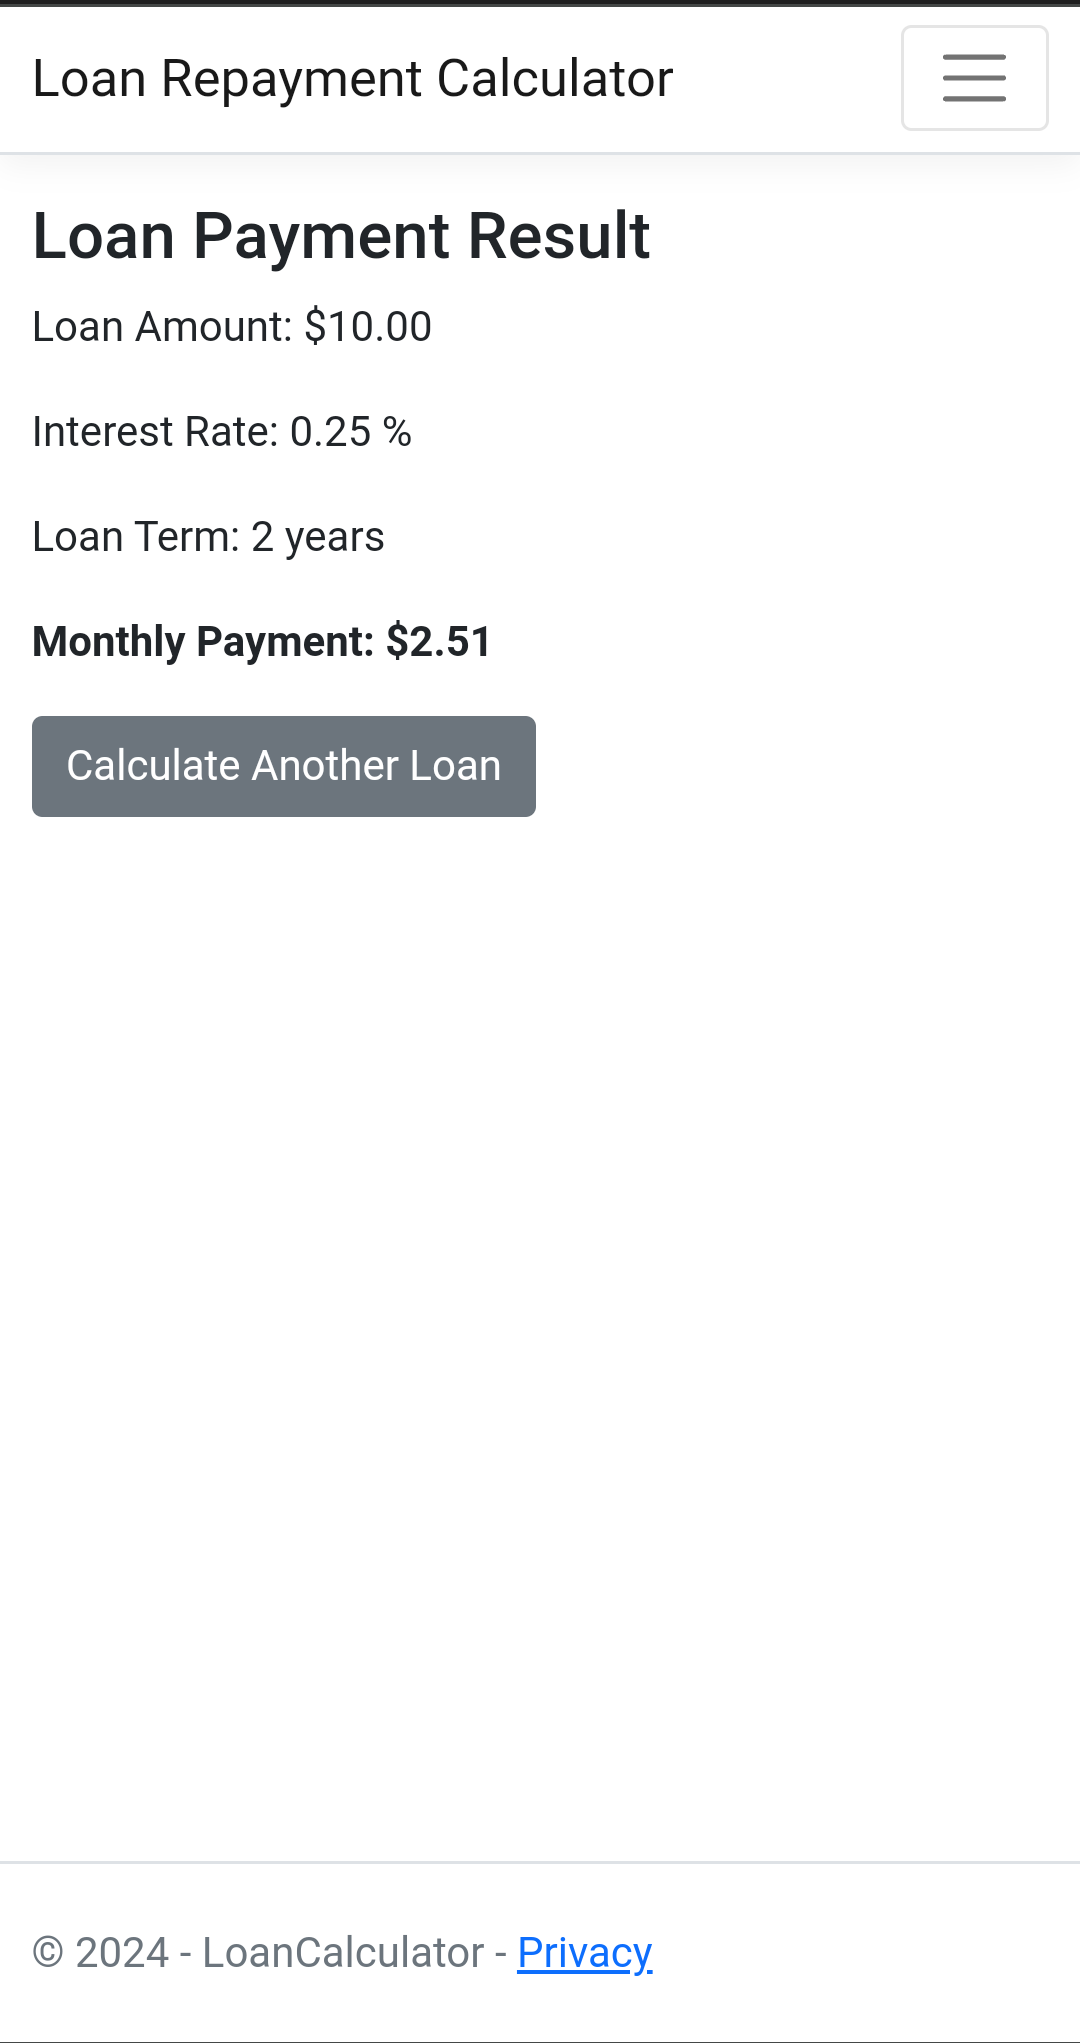 Loan Repayment Calculator
Loan Payment Result
Loan Amount: $10.00
Interest Rate: 0.25 %
Loan Term: 2 years
Monthly Payment: $2.51
Calculate Another Loan
© 2024 - LoanCalculator - Privacy